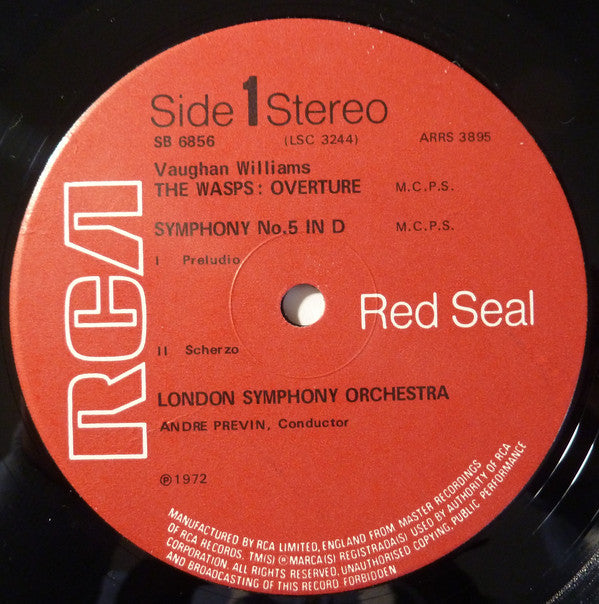 Side 1 Stereo
SB 6856 (LSC 3244) ARRS 3895
Vaughan Williams
THE WASPS: OVERTURE M.C.P.S.
SYMPHONY No.5 IN D M.C.P.S.
I Preludio
RCA
Red Seal
II Scherzo
LONDON SYMPHONY ORCHESTRA
ANDRE PREVIN, Conductor
℗1972
MANUFACTURED BY RCA LIMITED, ENGLAND FROM MASTER RECORDINGS
OF RCA RECORDS. TM(S) ® MARCA(S) REGISTRADA(S) USED BY AUTHORITY OF RCA
CORPORATION. ALL RIGHTS RESERVED. UNAUTHORISED COPYING, PUBLIC PERFORMANCE
AND BROADCASTING OF THIS RECORD FORBIDDEN